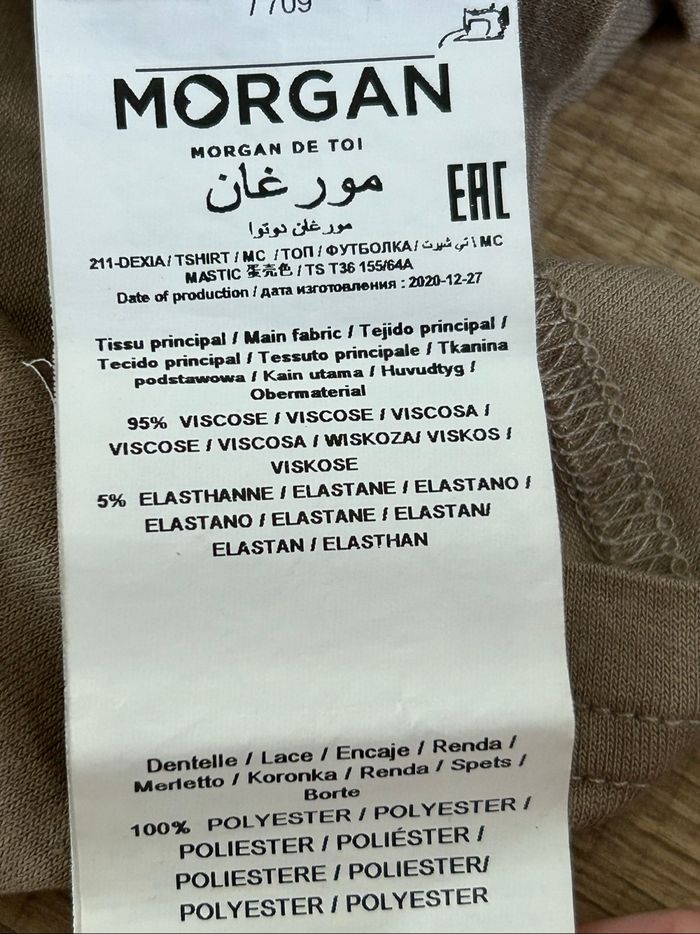 7709
MORGAN
MORGAN DE TOI
مورغان
مورغان دوتوا
EAC
211-DEXIA / TSHIRT / MC / ТОП / ФУТБОЛКА / تي شيرت \ MC
MASTIC 蛋壳色 / TS T36 155/64A
Date of production / дата изготовления : 2020-12-27
Tissu principal / Main fabric / Tejido principal /
Tecido principal / Tessuto principale / Tkanina
podstawowa / Kain utama / Huvudtyg /
Obermaterial
95% VISCOSE / VISCOSE / VISCOSA /
VISCOSE / VISCOSA / WISKOZA/ VISKOS /
VISKOSE
5% ELASTHANNE / ELASTANE / ELASTANO /
ELASTANO / ELASTANE / ELASTAN/
ELASTAN / ELASTHAN
Dentelle / Lace / Encaje / Renda /
Merletto / Koronka / Renda / Spets /
Borte
100% POLYESTER / POLYESTER /
POLIESTER / POLIÉSTER /
POLIESTERE / POLIESTER/
POLYESTER / POLYESTER